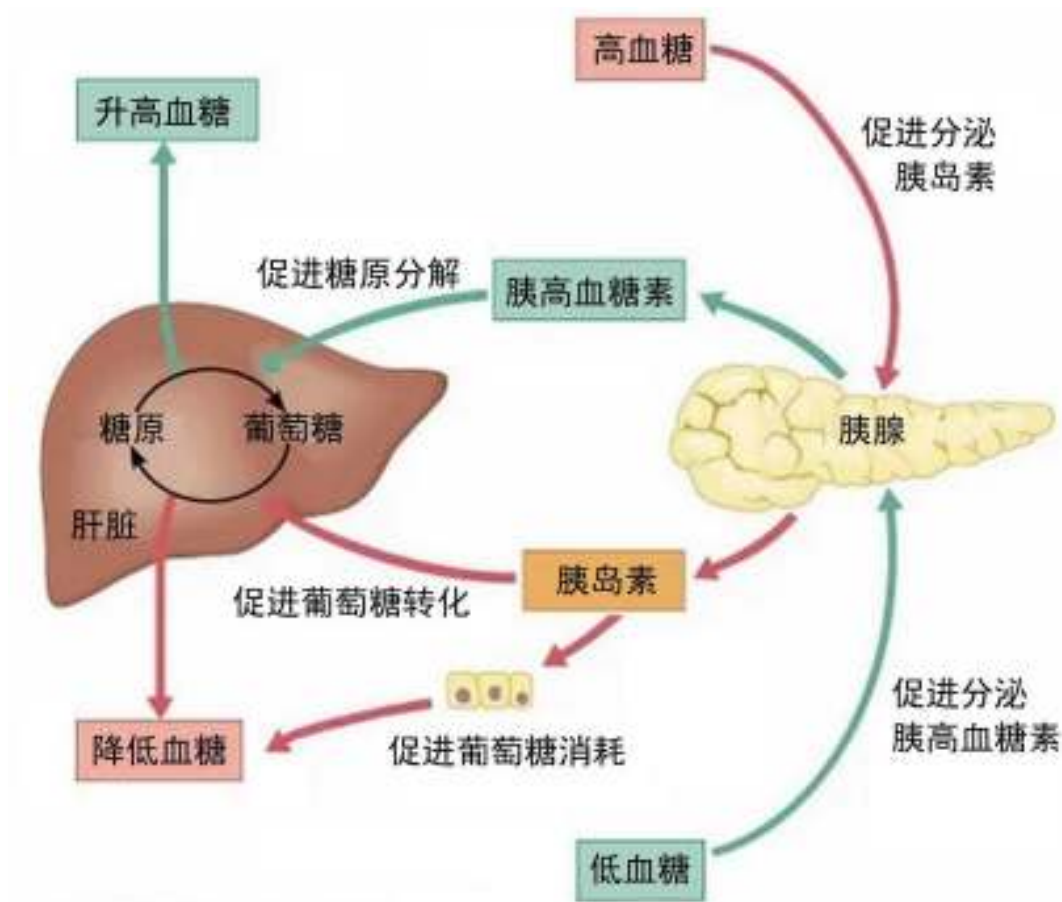 高血糖
升高血糖
促进分泌
胰岛素
促进糖原分解
胰高血糖素
糖原
葡萄糖
胰腺
肝脏
胰岛素
促进葡萄糖转化
促进分泌
胰高血糖素
降低血糖
促进葡萄糖消耗
低血糖